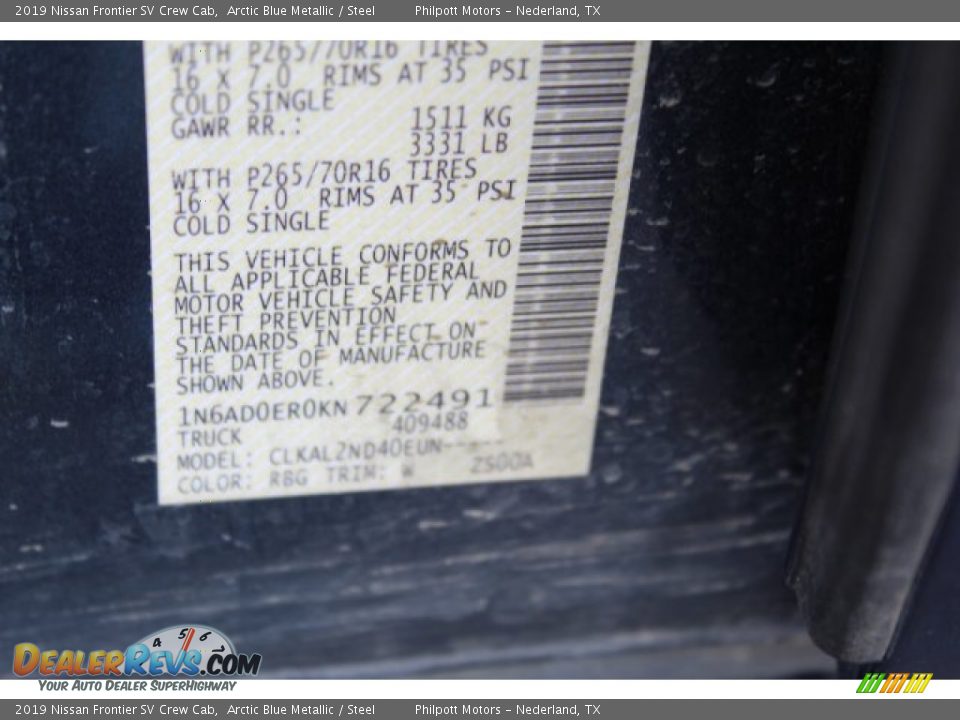 2019 Nissan Frontier SV Crew Cab, Arctic Blue Metallic / Steel Philpott Motors – Nederland, TX
WITH P265/70R16 TIRES
16 X 7.0 RIMS AT 35 PSI
COLD SINGLE
GAWR RR.: 1511 KG
3331 LB
WITH P265/70R16 TIRES
16 X 7.0 RIMS AT 35 PSI
COLD SINGLE
THIS VEHICLE CONFORMS TO
ALL APPLICABLE FEDERAL
MOTOR VEHICLE SAFETY AND
THEFT PREVENTION
STANDARDS IN EFFECT ON
THE DATE OF MANUFACTURE
SHOWN ABOVE.
1N6AD0ER0KN722491
409488
TRUCK
MODEL: CLKAL2ND40EUN-----
COLOR: RBG TRIM: W ZS00A
4 5 6
DEALERREVS.COM
YOUR AUTO DEALER SUPERHIGHWAY
2019 Nissan Frontier SV Crew Cab, Arctic Blue Metallic / Steel Philpott Motors – Nederland, TX